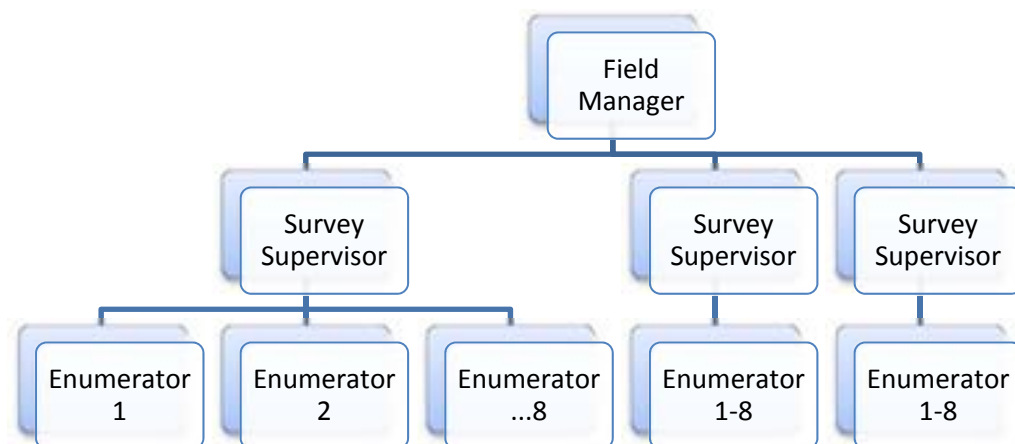 Field
Manager
Survey
Supervisor
Survey
Supervisor
Survey
Supervisor
Enumerator
1
Enumerator
2
Enumerator
...8
Enumerator
1-8
Enumerator
1-8